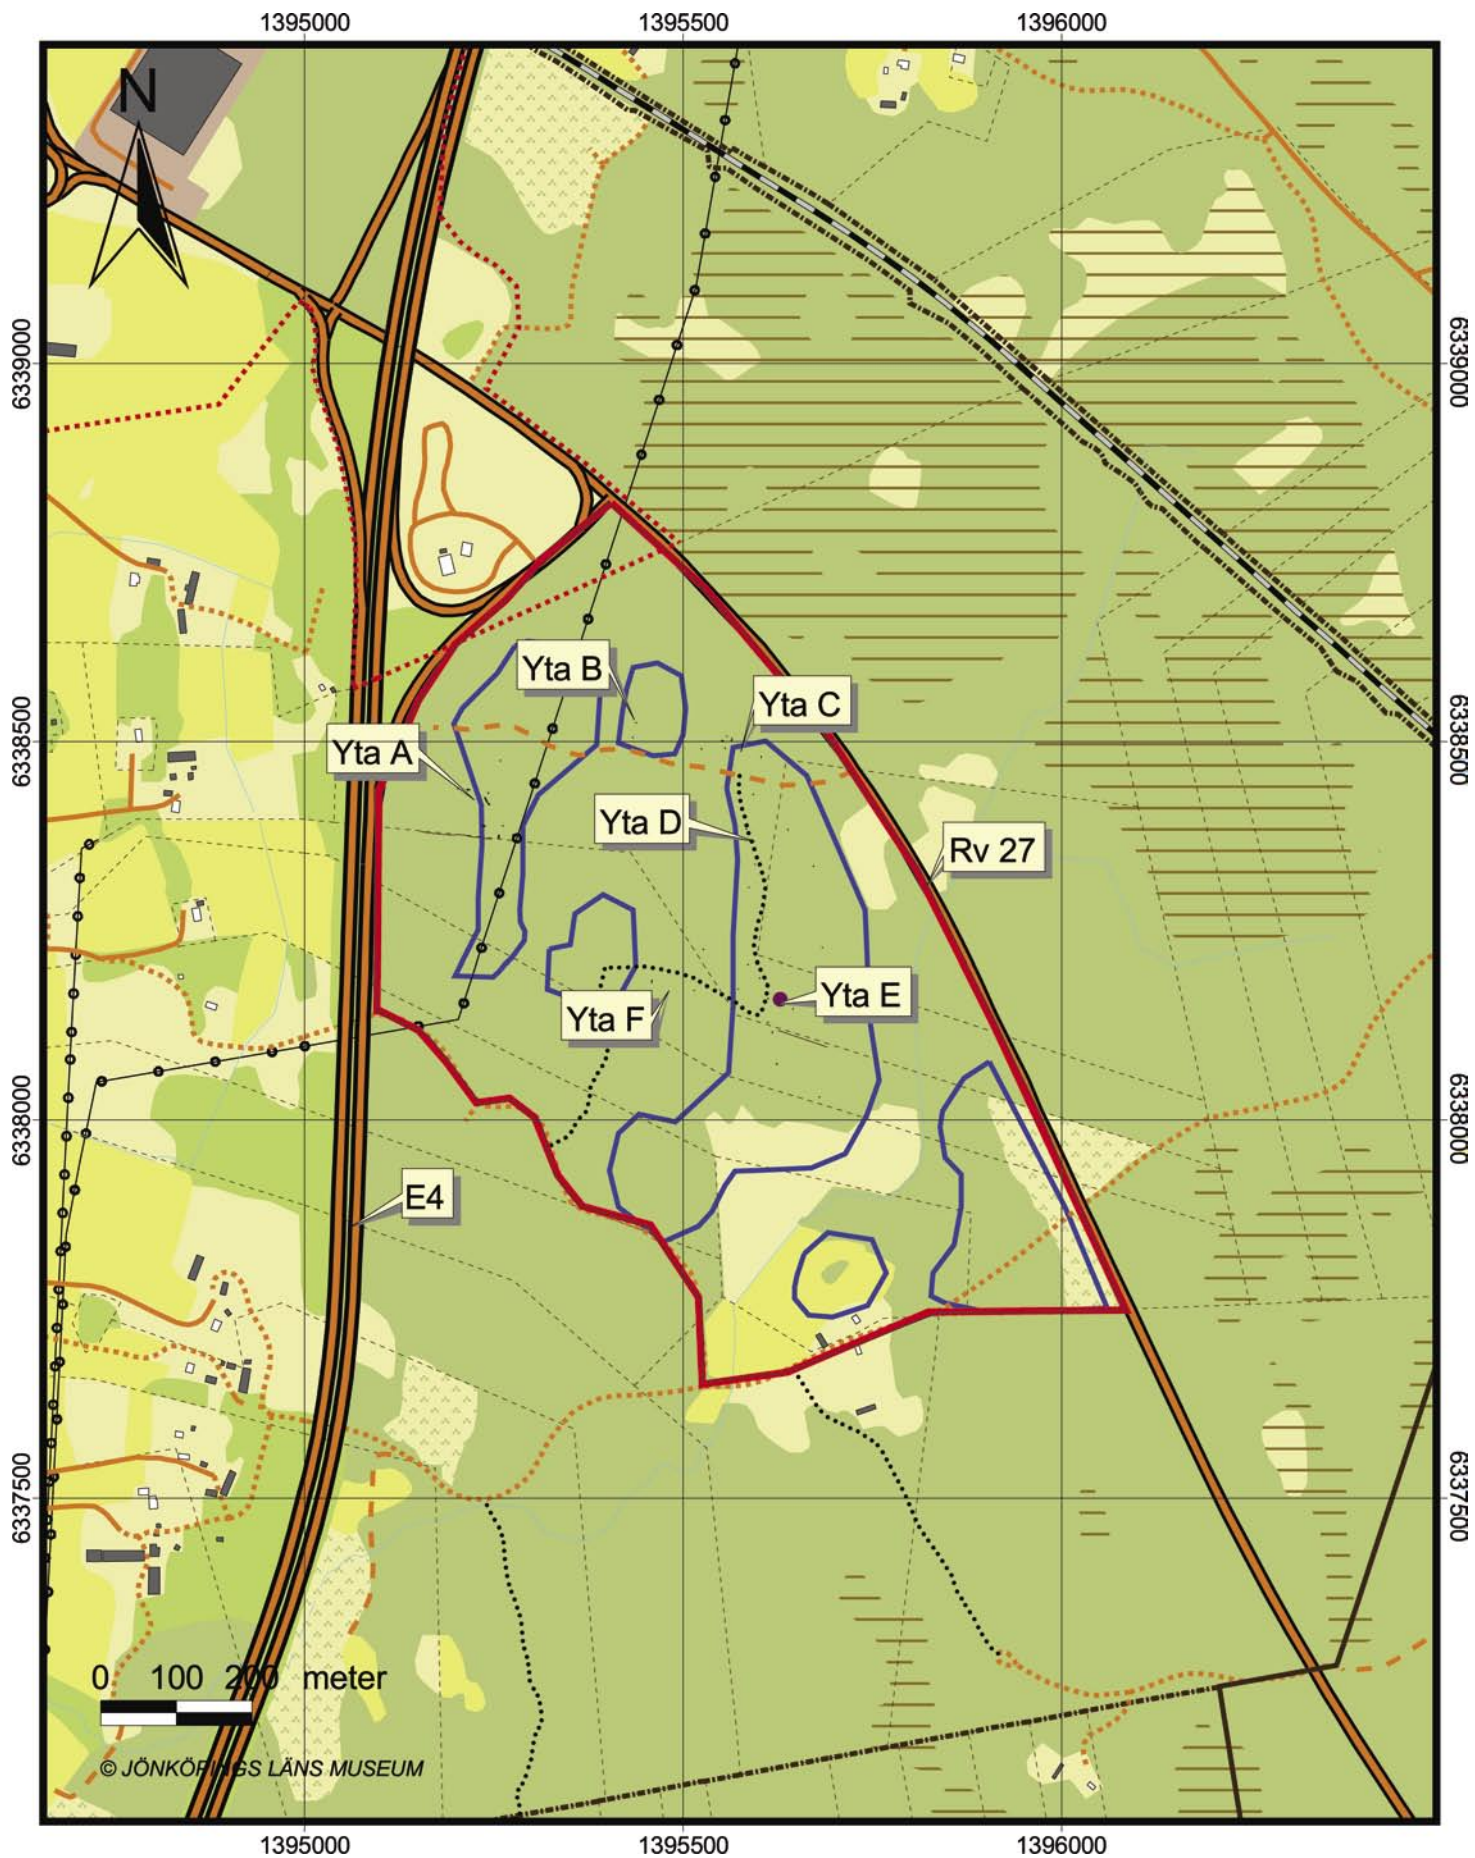 1395000 1395500 1396000
N
6339000 6339000
Yta B
Yta C
6338500 6338500
Yta A
Yta D
Rv 27
Yta E
Yta F
6338000 6338000
E4
6337500 6337500
0 100 200 meter
© JÖNKÖPINGS LÄNS MUSEUM
1395000 1395500 1396000